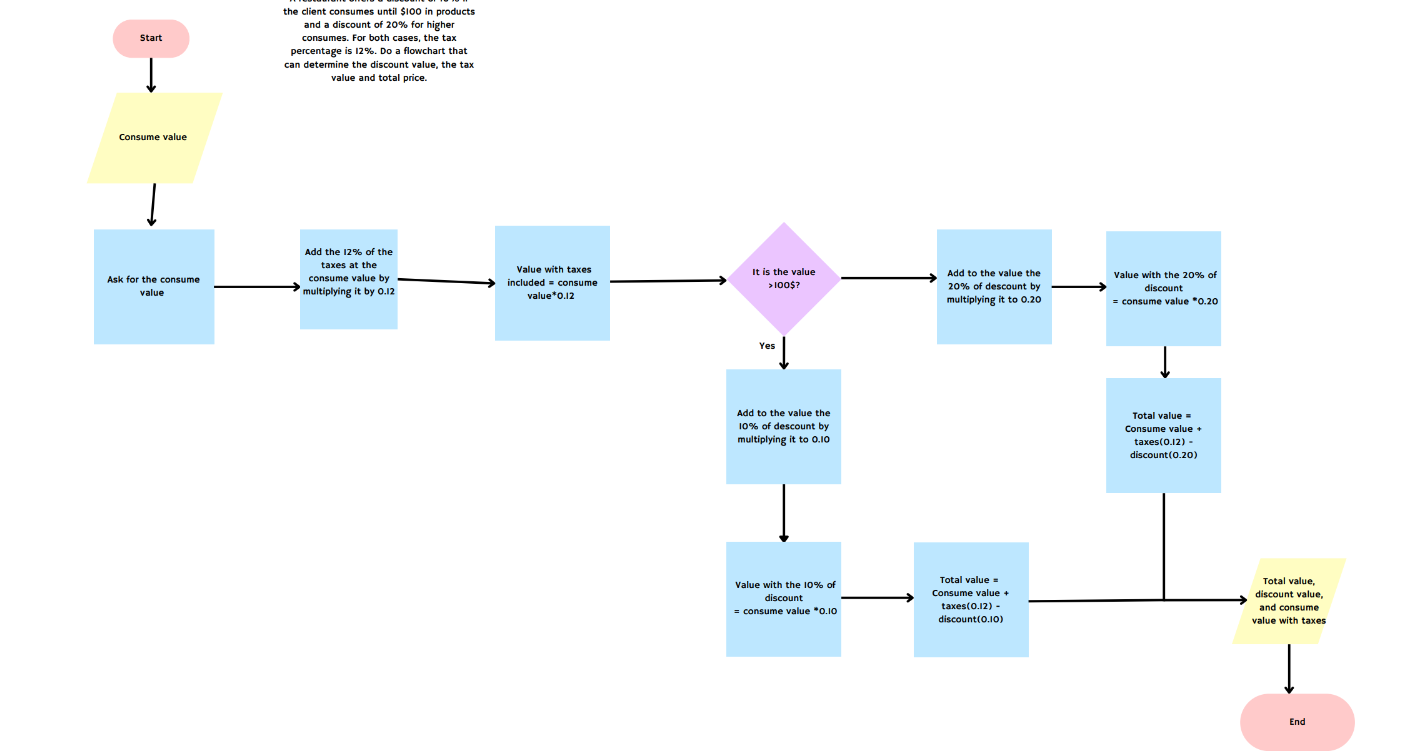 the client consumes until $100 in products
and a discount of 20% for higher
consumes. For both cases, the tax
percentage is 12%. Do a flowchart that
can determine the discount value, the tax
value and total price.
Start
Consume value
Ask for the consume
value
Add the 12% of the
taxes at the
consume value by
multiplying it by 0.12
Value with taxes
included = consume
value*0.12
It is the value
>100$?
Add to the value the
20% of descount by
multiplying it to 0.20
Value with the 20% of
discount
= consume value *0.20
Yes
Add to the value the
10% of descount by
multiplying it to 0.10
Total value =
Consume value +
taxes(0.12) -
discount(0.20)
Value with the 10% of
discount
= consume value *0.10
Total value =
Consume value +
taxes(0.12) -
discount(0.10)
Total value,
discount value,
and consume
value with taxes
End